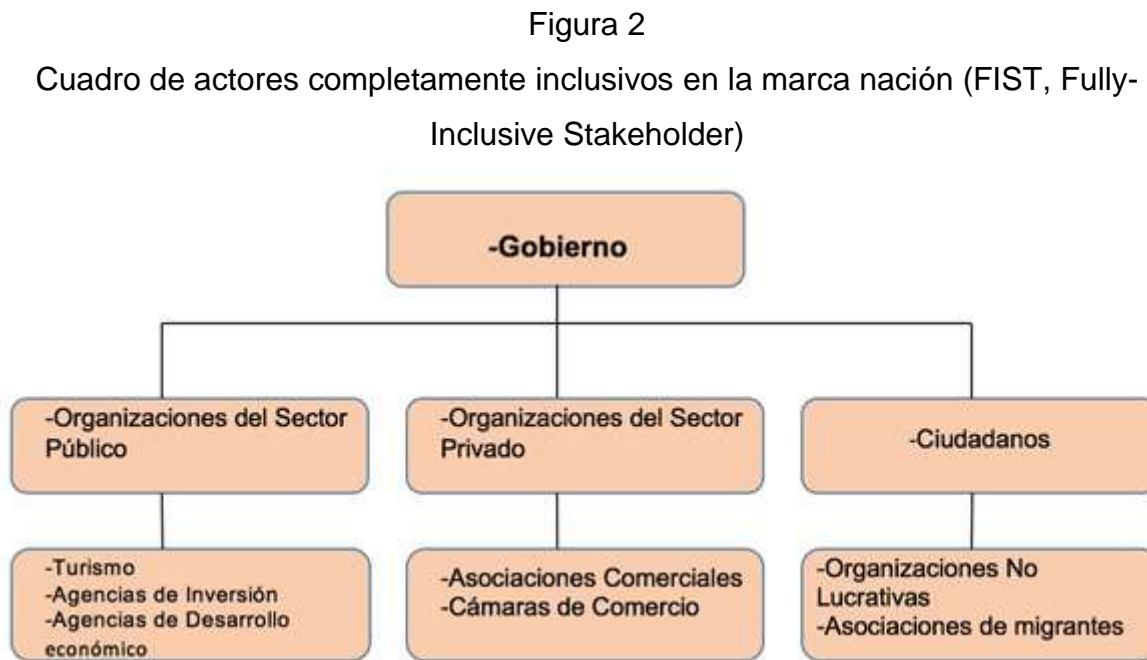 Figura 2
Cuadro de actores completamente inclusivos en la marca nación (FIST, Fully-
Inclusive Stakeholder)
-Gobierno
-Organizaciones del Sector
Público
-Organizaciones del Sector
Privado
-Ciudadanos
-Turismo
-Agencias de Inversión
-Agencias de Desarrollo
económico
-Asociaciones Comerciales
-Cámaras de Comercio
-Organizaciones No
Lucrativas
-Asociaciones de migrantes